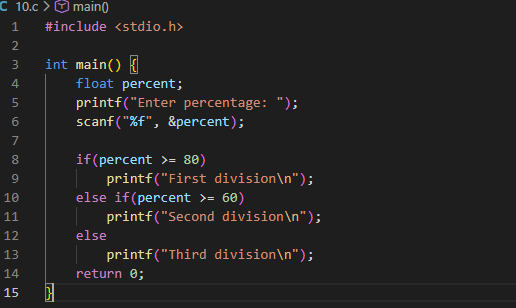 C 10.c > main()
1 #include <stdio.h>
2
3 int main() {
4     float percent;
5     printf("Enter percentage: ");
6     scanf("%f", &percent);
7
8     if(percent >= 80)
9         printf("First division\n");
10     else if(percent >= 60)
11         printf("Second division\n");
12     else
13         printf("Third division\n");
14     return 0;
15 }